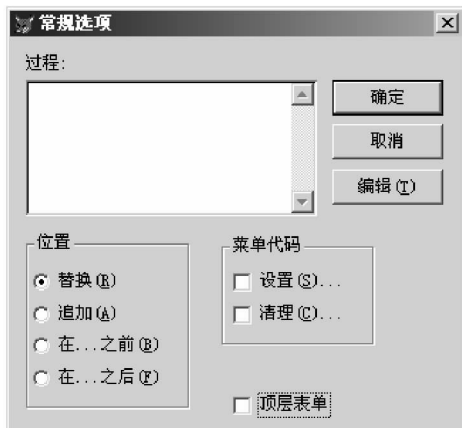 常规选项
过程:
确定
取消
编辑(T)
位置
替换(R)
追加(A)
在...之前(B)
在...之后(F)
菜单代码
设置(S)...
清理(C)...
顶层表单